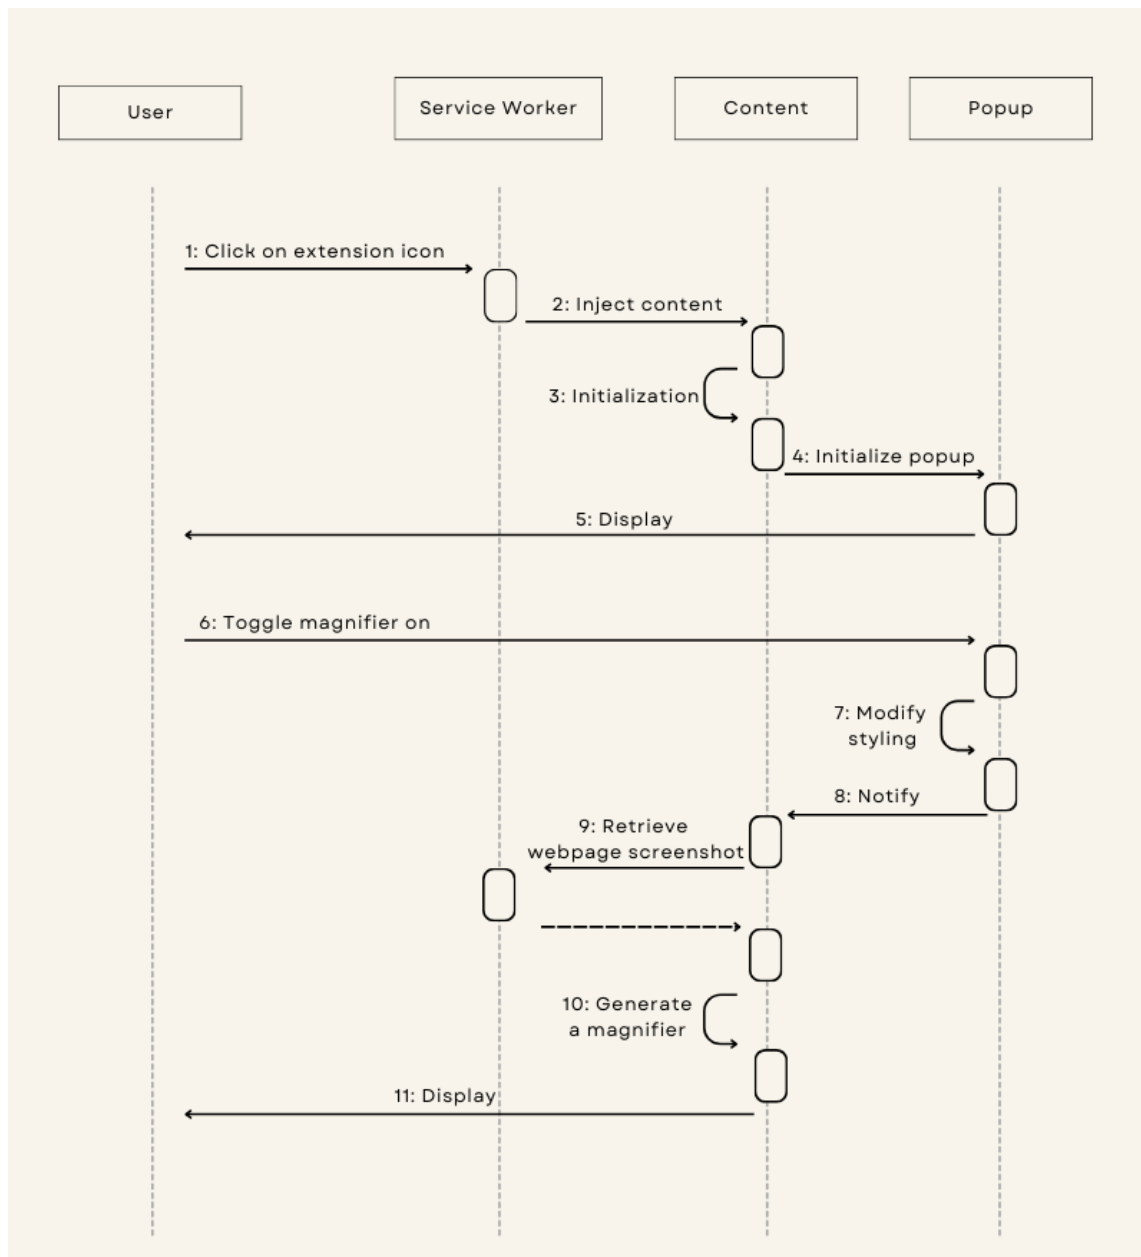 User
Service Worker
Content
Popup
1: Click on extension icon
2: Inject content
3: Initialization
4: Initialize popup
5: Display
6: Toggle magnifier on
7: Modify
styling
8: Notify
9: Retrieve
webpage screenshot
10: Generate
a magnifier
11: Display